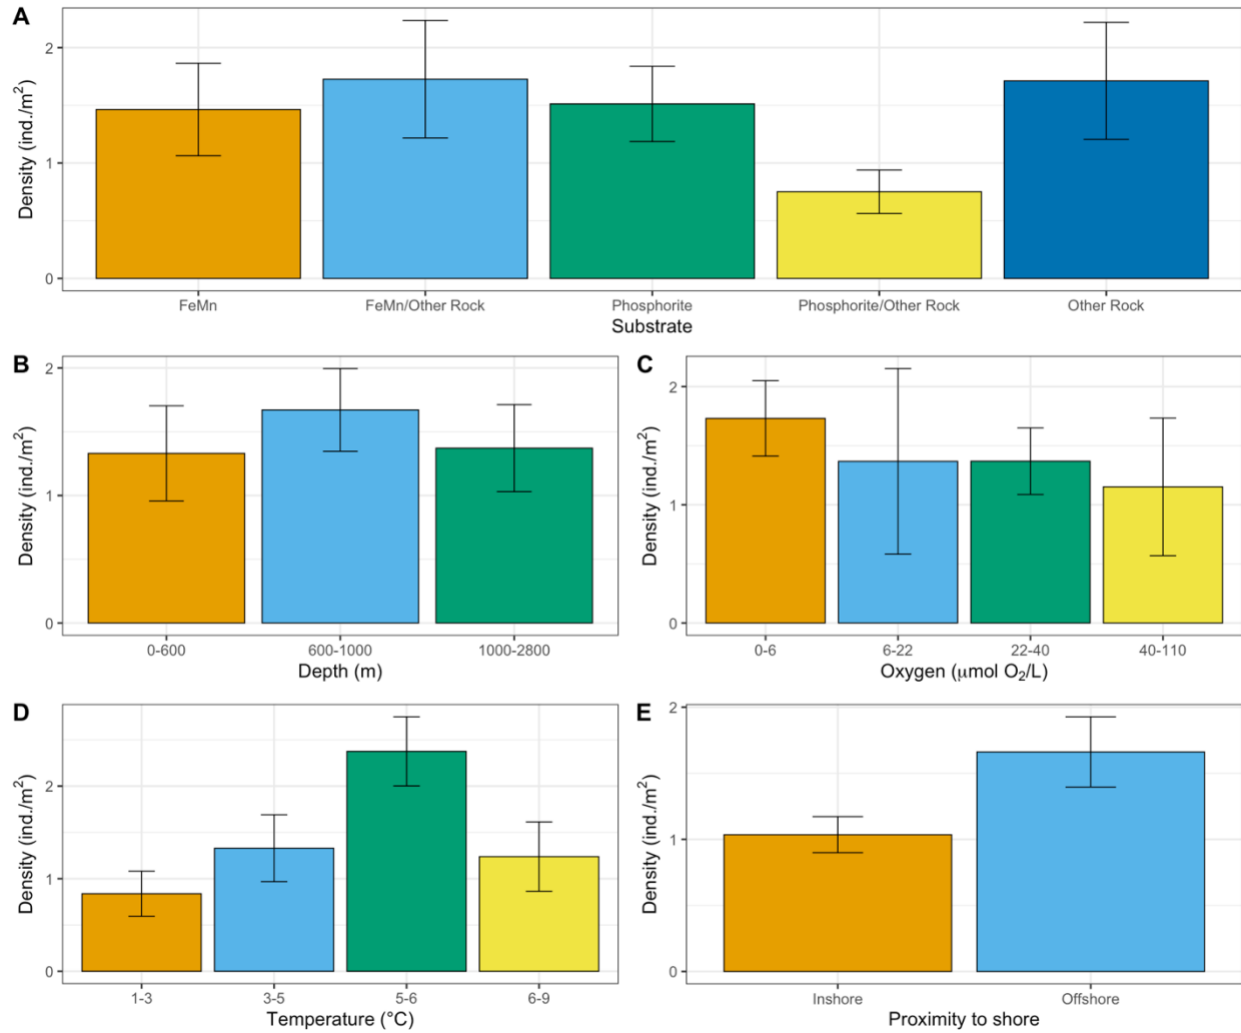 A
Density (ind./m²)
2
1
0
FeMn
FeMn/Other Rock
Phosphorite
Phosphorite/Other Rock
Other Rock
Substrate
B
Density (ind./m²)
2
1
0
0-600
600-1000
1000-2800
Depth (m)
C
Density (ind./m²)
2
1
0
0-6
6-22
22-40
40-110
Oxygen (μmol O₂/L)
D
Density (ind./m²)
2
1
0
1-3
3-5
5-6
6-9
Temperature (°C)
E
Density (ind./m²)
2
1
0
Inshore
Offshore
Proximity to shore